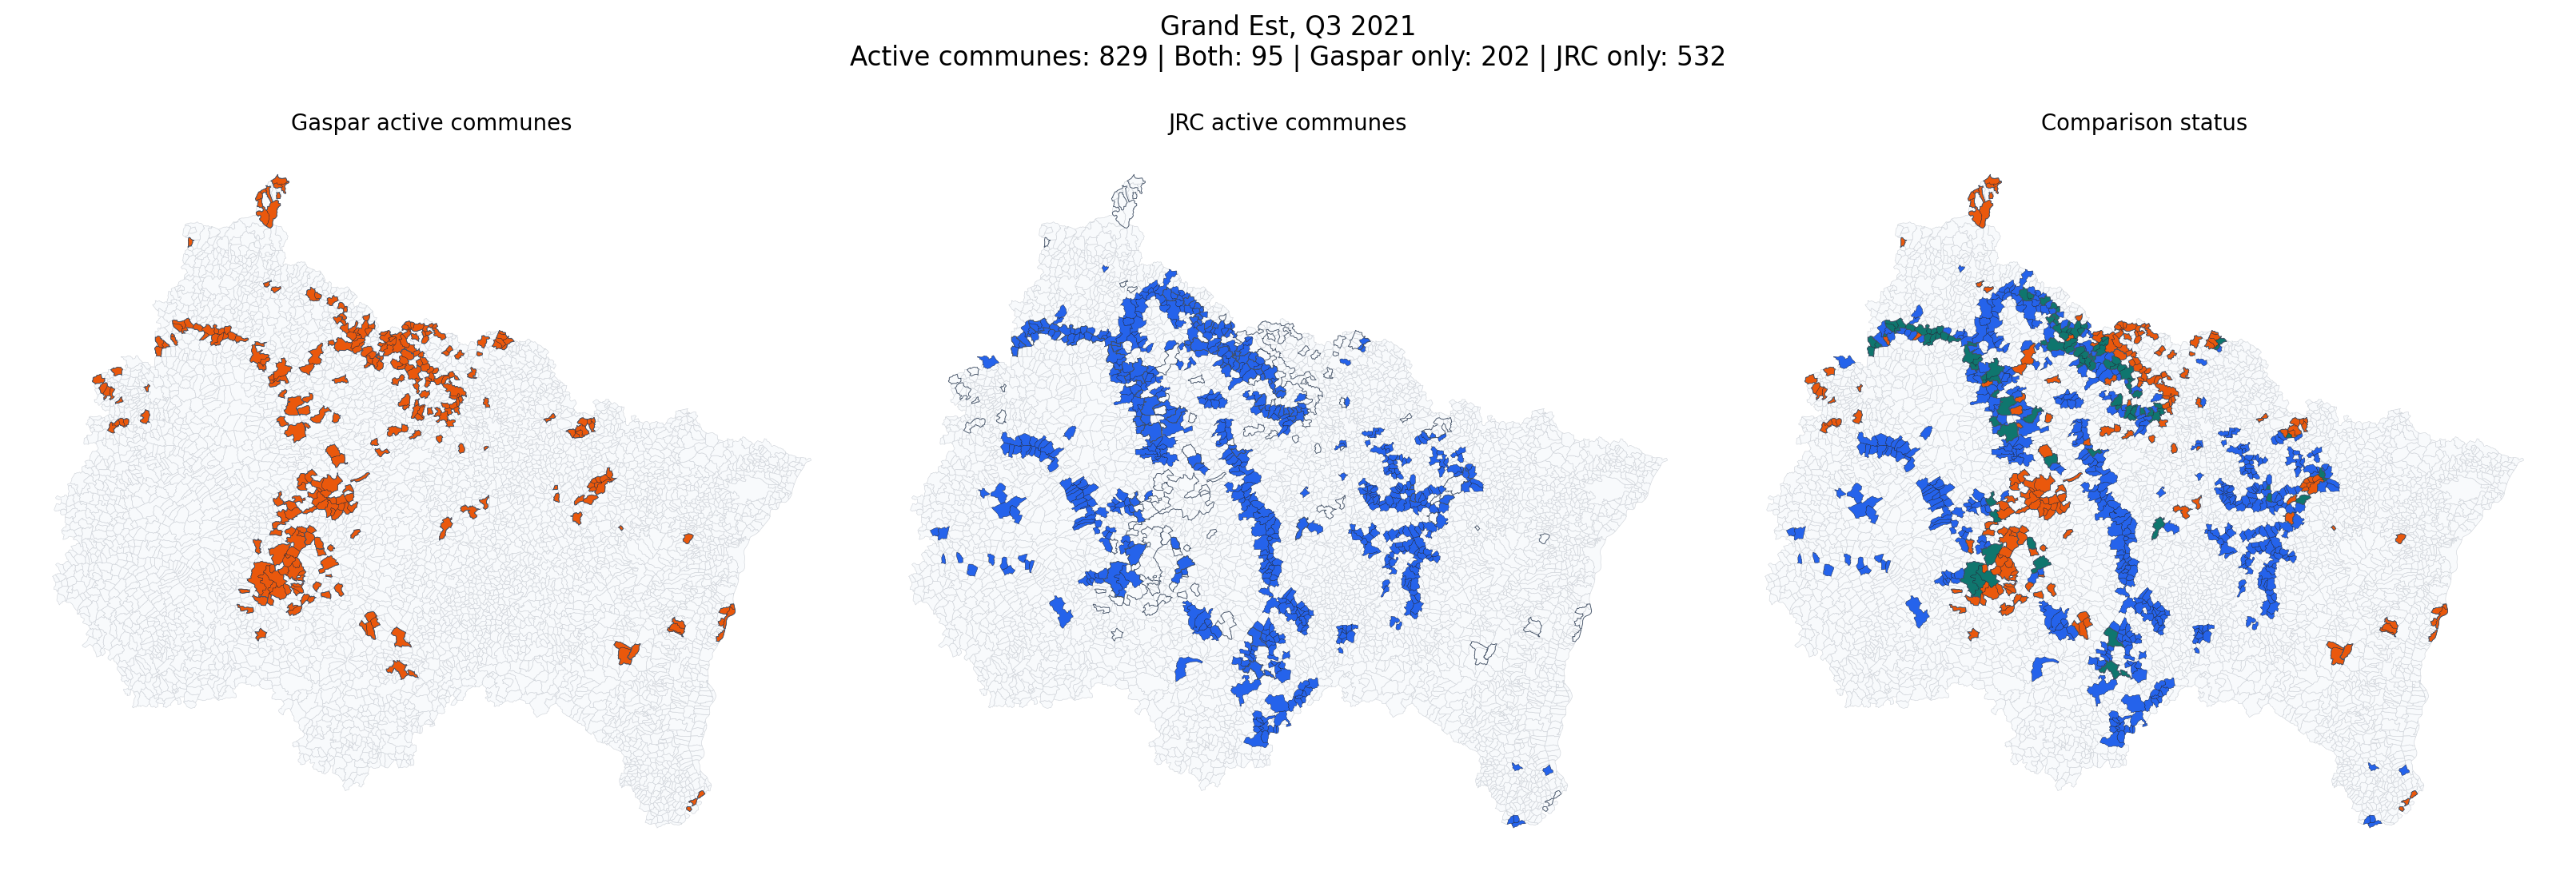 Grand Est, Q3 2021
Active communes: 829 | Both: 95 | Gaspar only: 202 | JRC only: 532
Gaspar active communes
JRC active communes
Comparison status